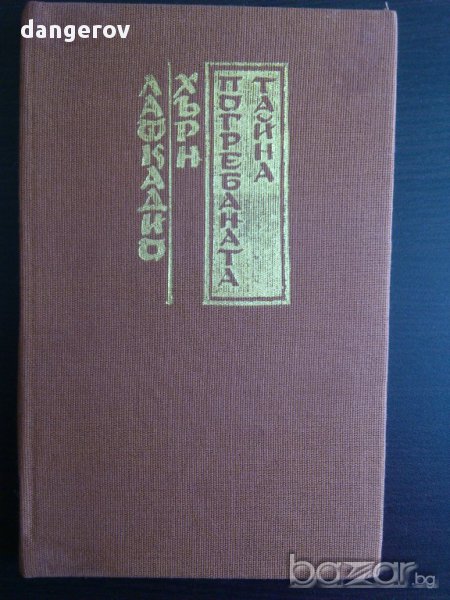 dangerov
ЛАФКАДИО
ХЪРН
ПОГРЕБАНАТА
ТАЙНА
bazar.bg